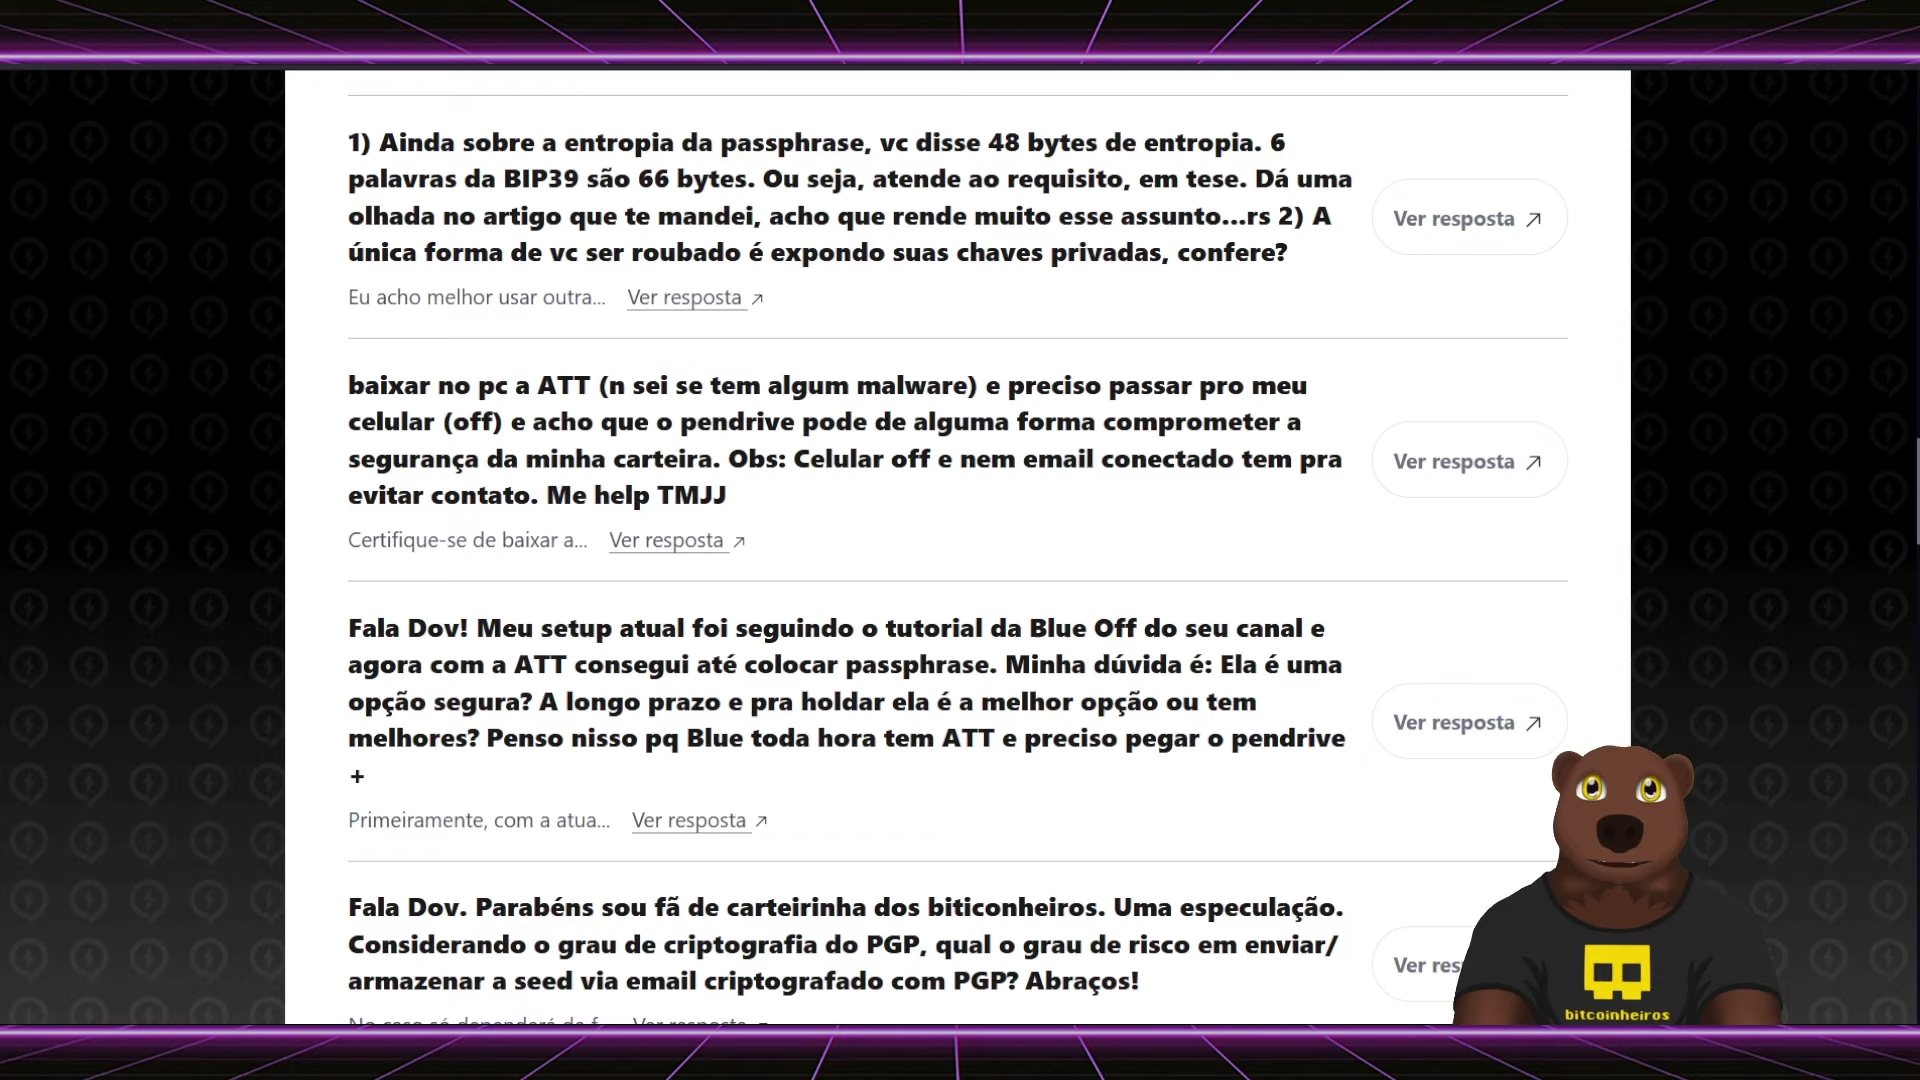 1) Ainda sobre a entropia da passphrase, vc disse 48 bytes de entropia. 6
palavras da BIP39 são 66 bytes. Ou seja, atende ao requisito, em tese. Dá uma
olhada no artigo que te mandei, acho que rende muito esse assunto...rs 2) A
única forma de vc ser roubado é expondo suas chaves privadas, confere?
Ver resposta
Eu acho melhor usar outra... Ver resposta
baixar no pc a ATT (n sei se tem algum malware) e preciso passar pro meu
celular (off) e acho que o pendrive pode de alguma forma comprometer a
segurança da minha carteira. Obs: Celular off e nem email conectado tem pra
evitar contato. Me help TMJJ
Ver resposta
Certifique-se de baixar a... Ver resposta
Fala Dov! Meu setup atual foi seguindo o tutorial da Blue Off do seu canal e
agora com a ATT consegui até colocar passphrase. Minha dúvida é: Ela é uma
opção segura? A longo prazo e pra holdar ela é a melhor opção ou tem
melhores? Penso nisso pq Blue toda hora tem ATT e preciso pegar o pendrive
+
Ver resposta
Primeiramente, com a atua... Ver resposta
Fala Dov. Parabéns sou fã de carteirinha dos biticonheiros. Uma especulação.
Considerando o grau de criptografia do PGP, qual o grau de risco em enviar/
armazenar a seed via email criptografado com PGP? Abraços!
Ver res
No caso só dependerá da f... Ver resposta
bitcoinheiros